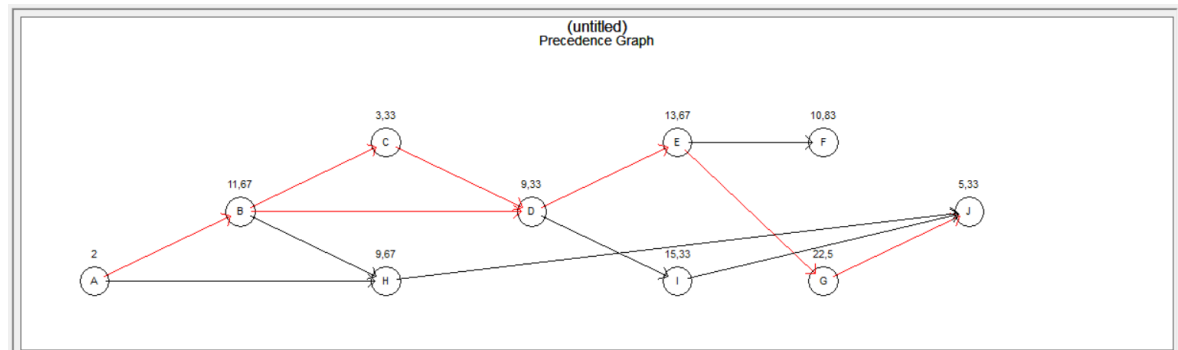 (untitled)
Precedence Graph
3,33
13,67
10,83
C
E
F
11,67
9,33
5,33
B
D
J
2
9,67
15,33
22,5
A
H
I
G